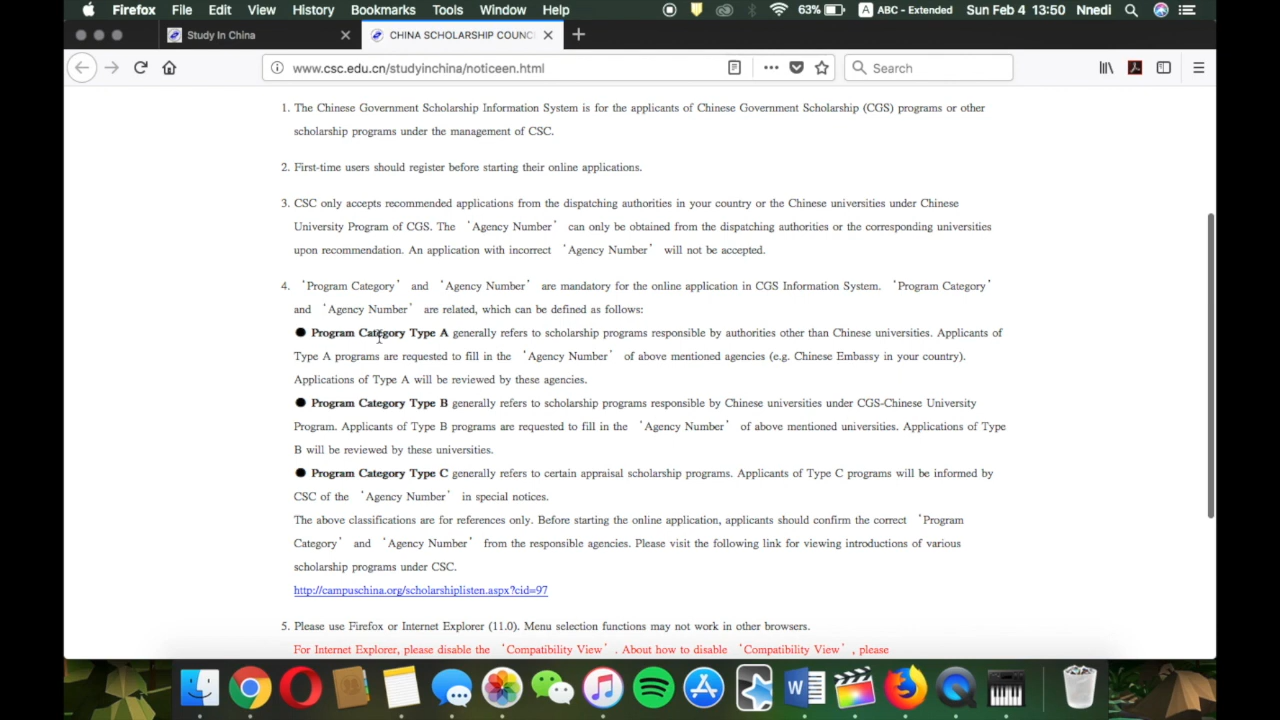 Firefox File Edit View History Bookmarks Tools Window Help 63% A ABC - Extended Sun Feb 4 13:50 Nnedi
Study In China CHINA SCHOLARSHIP COUNC
www.csc.edu.cn/studyinchina/noticeen.html Search
1. The Chinese Government Scholarship Information System is for the applicants of Chinese Government Scholarship (CGS) programs or other
scholarship programs under the management of CSC.
2. First-time users should register before starting their online applications.
3. CSC only accepts recommended applications from the dispatching authorities in your country or the Chinese universities under Chinese
University Program of CGS. The ‘Agency Number’ can only be obtained from the dispatching authorities or the corresponding universities
upon recommendation. An application with incorrect ‘Agency Number’ will not be accepted.
4. ‘Program Category’ and ‘Agency Number’ are mandatory for the online application in CGS Information System. ‘Program Category’
and ‘Agency Number’ are related, which can be defined as follows:
● Program Category Type A generally refers to scholarship programs responsible by authorities other than Chinese universities. Applicants of
Type A programs are requested to fill in the ‘Agency Number’ of above mentioned agencies (e.g. Chinese Embassy in your country).
Applications of Type A will be reviewed by these agencies.
● Program Category Type B generally refers to scholarship programs responsible by Chinese universities under CGS-Chinese University
Program. Applicants of Type B programs are requested to fill in the ‘Agency Number’ of above mentioned universities. Applications of Type
B will be reviewed by these universities.
● Program Category Type C generally refers to certain appraisal scholarship programs. Applicants of Type C programs will be informed by
CSC of the ‘Agency Number’ in special notices.
The above classifications are for references only. Before starting the online application, applicants should confirm the correct ‘Program
Category’ and ‘Agency Number’ from the responsible agencies. Please visit the following link for viewing introductions of various
scholarship programs under CSC.
http://campuschina.org/scholarshiplisten.aspx?cid=97
5. Please use Firefox or Internet Explorer (11.0). Menu selection functions may not work in other browsers.
For Internet Explorer, please disable the ‘Compatibility View’. About how to disable ‘Compatibility View’, please